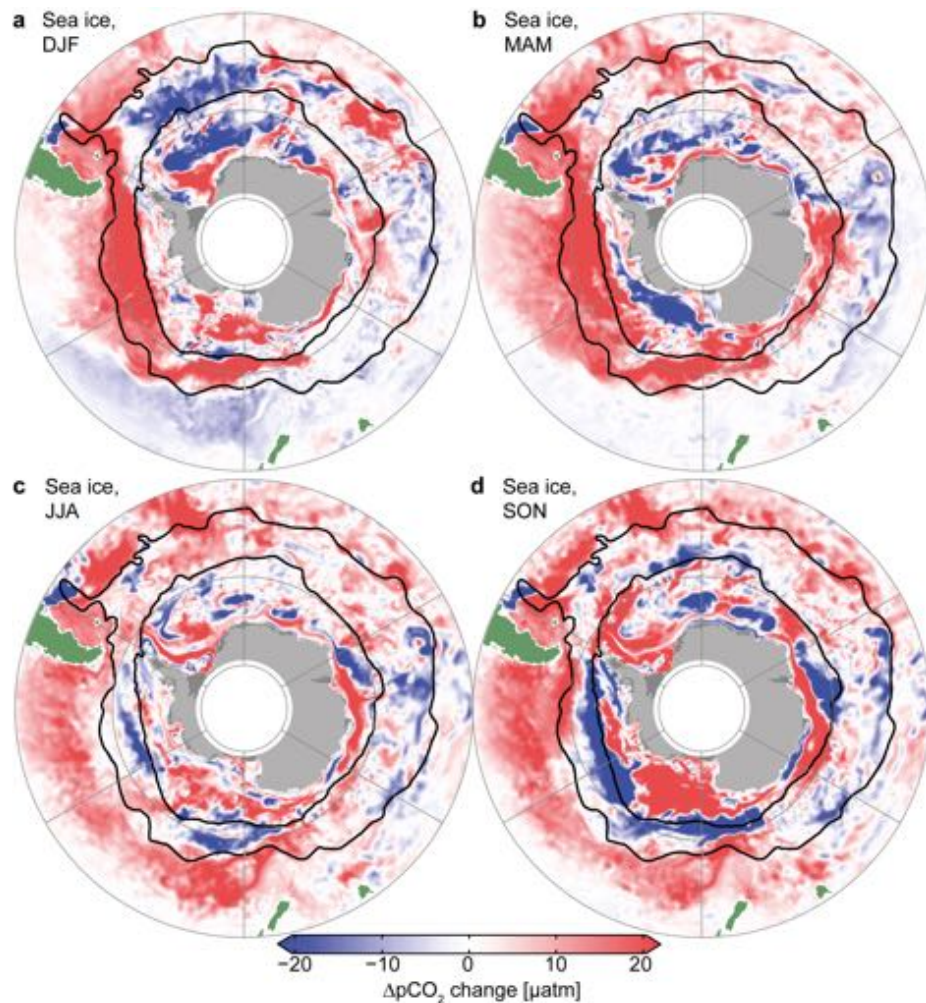 a Sea ice,
DJF
b Sea ice,
MAM
c Sea ice,
JJA
d Sea ice,
SON
−20 −10 0 10 20
ΔpCO₂ change [µatm]